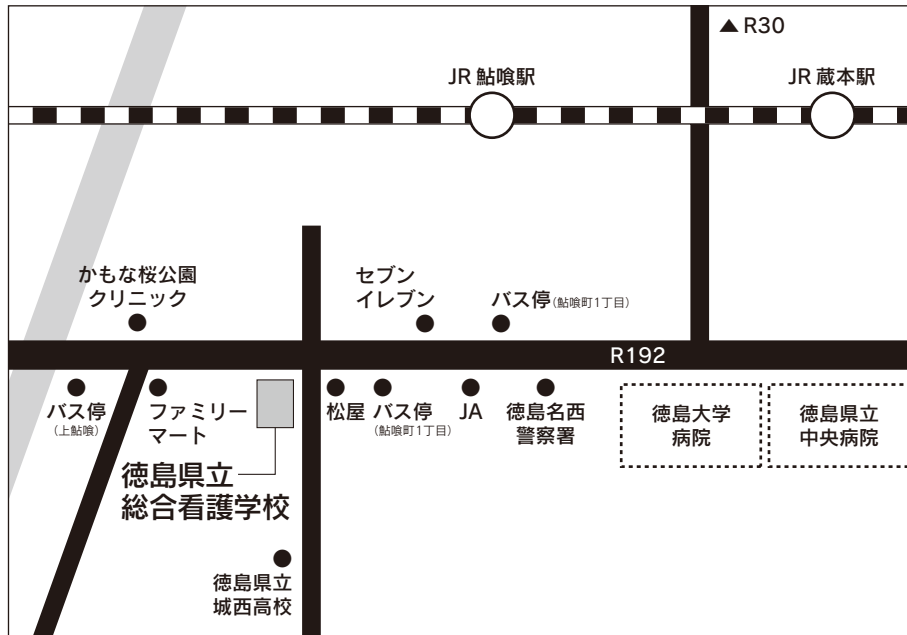 ▲ R30
JR 鮎喰駅
JR 蔵本駅
かもな桜公園
クリニック
セブン
イレブン
バス停(鮎喰町1丁目)
R192
バス停
(上鮎喰)
ファミリー
マート
松屋
バス停
(鮎喰町1丁目)
JA
徳島名西
警察署
徳島大学
病院
徳島県立
中央病院
徳島県立
総合看護学校
徳島県立
城西高校